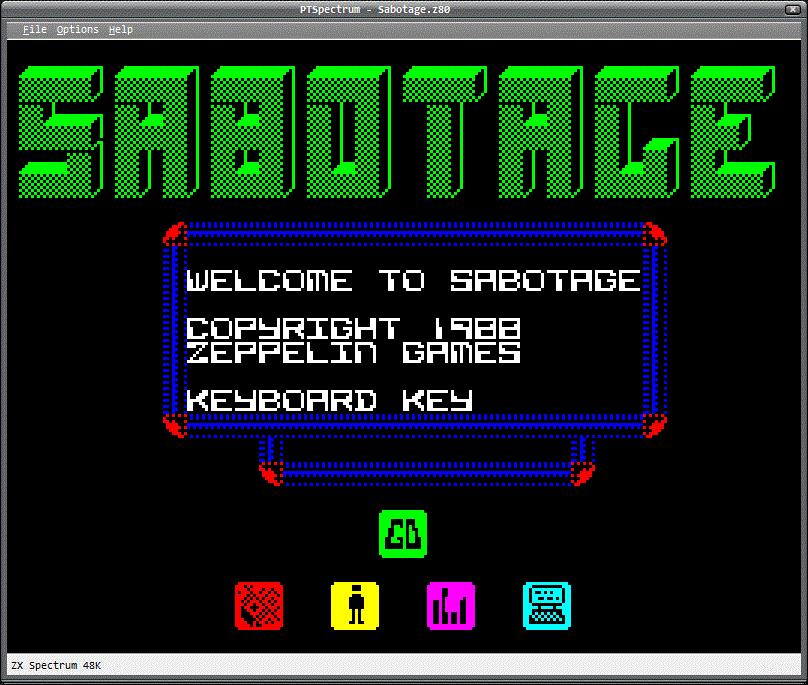 PTSpectrum - Sabotage.z80
File Options Help
SABOTAGE
WELCOME TO SABOTAGE
COPYRIGHT 1988
ZEPPELIN GAMES
KEYBOARD KEY
GO
ZX Spectrum 48K